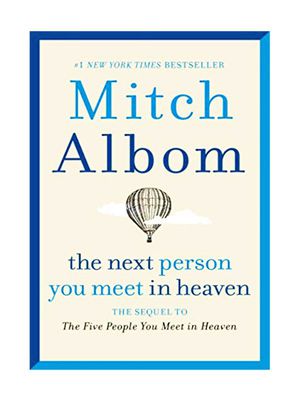 #1 NEW YORK TIMES BESTSELLER
Mitch
Albom
the next person
you meet in heaven
THE SEQUEL TO
The Five People You Meet in Heaven